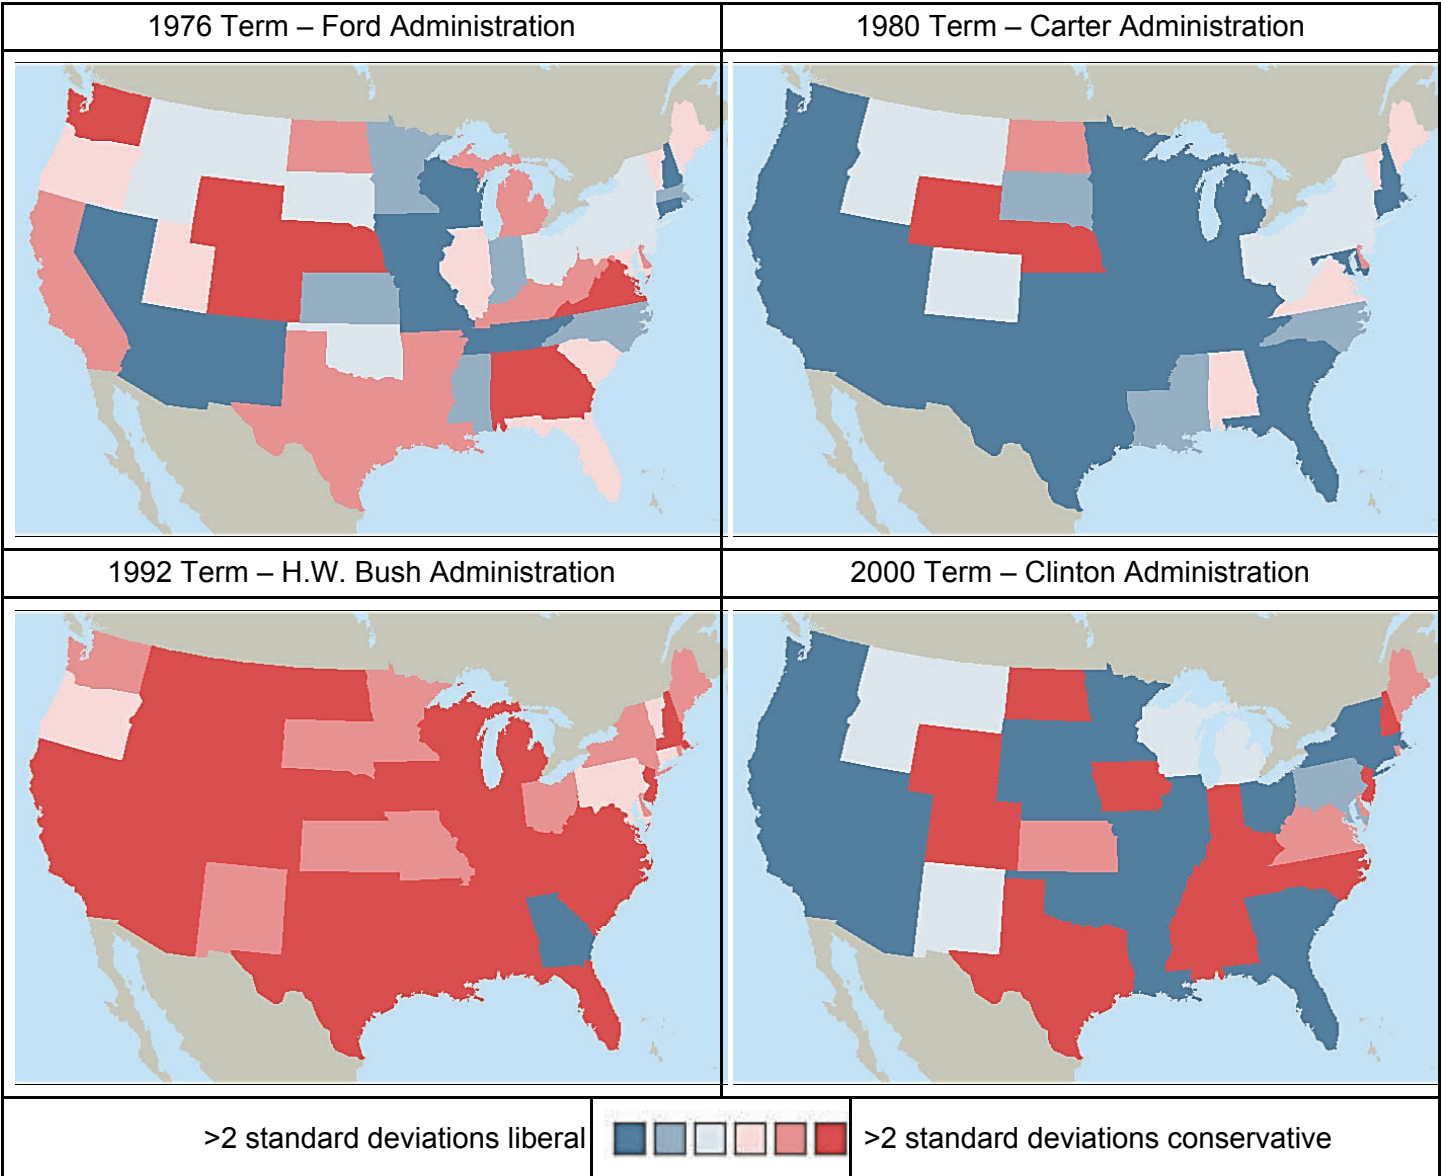 1976 Term – Ford Administration
1980 Term – Carter Administration
1992 Term – H.W. Bush Administration
2000 Term – Clinton Administration
>2 standard deviations liberal
>2 standard deviations conservative